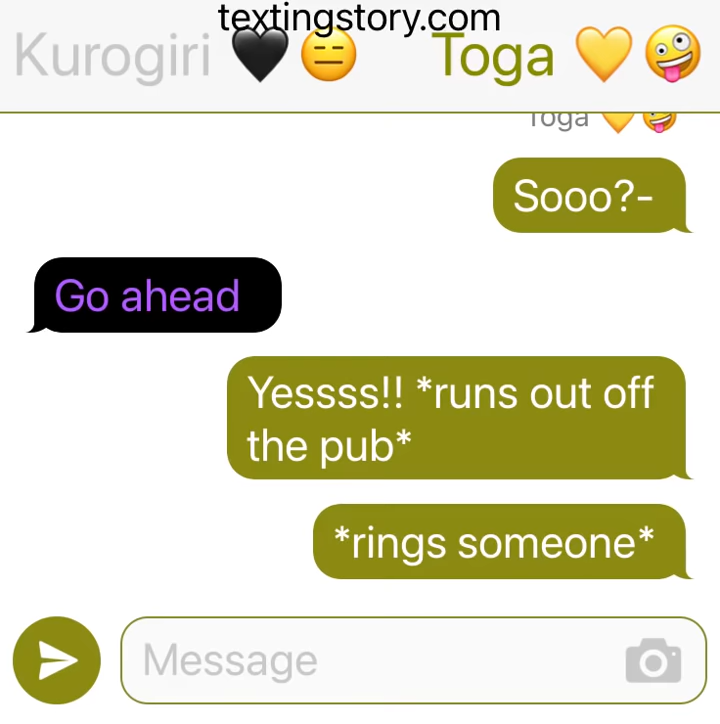 textingstory.com
Kurogiri 🖤 😑 Toga 💛 🤪
Toga 💛 🤪
Sooo?-
Go ahead
Yessss!! *runs out off
the pub*
*rings someone*
Message